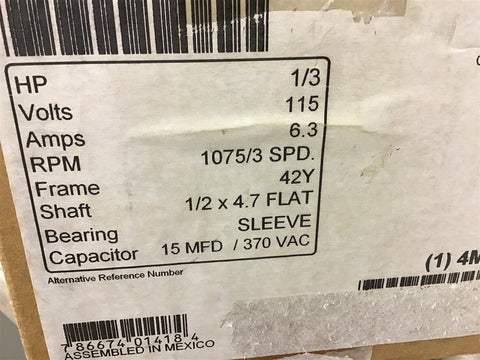 HP 1/3
Volts 115
Amps 6.3
RPM 1075/3 SPD.
Frame 42Y
Shaft 1/2 x 4.7 FLAT
Bearing SLEEVE
Capacitor 15 MFD / 370 VAC
(1) 4M
Alternative Reference Number
7 86674 01418 4
ASSEMBLED IN MEXICO